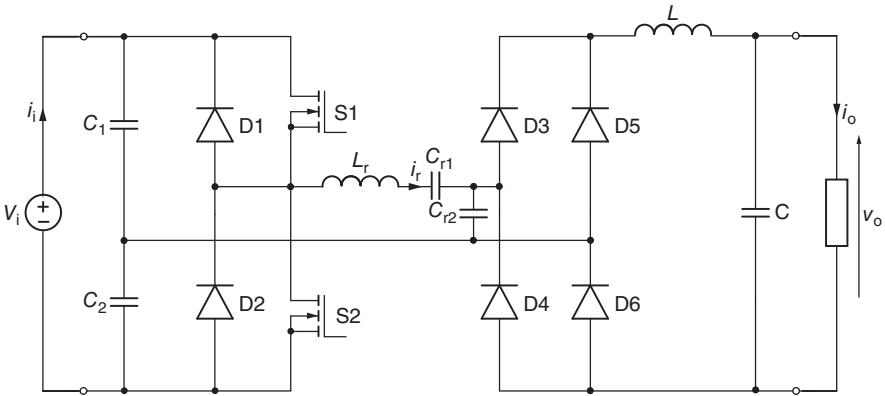 L
i_i
C_1
D1
S1
D3
D5
i_o
L_r
i_r
C_r1
C_r2
V_i
+
−
C
v_o
C_2
D2
S2
D4
D6